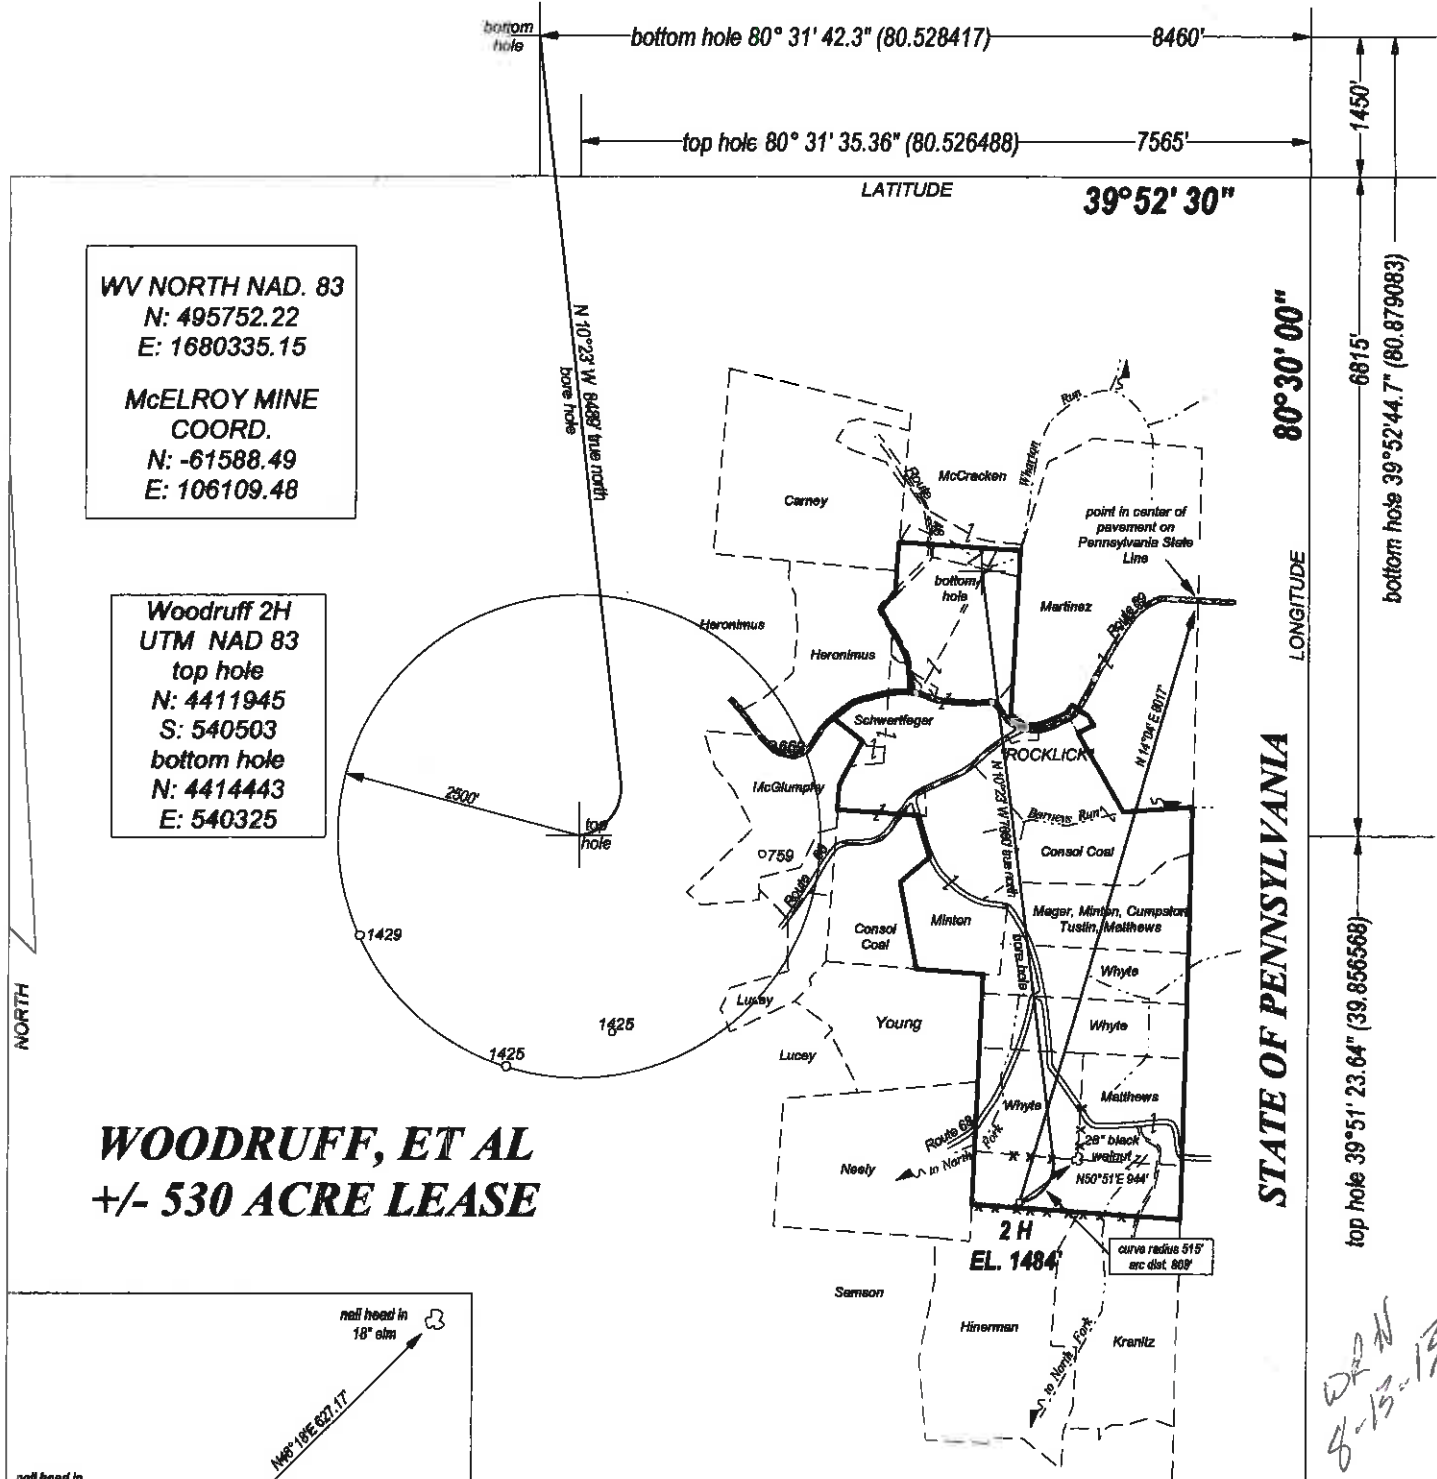 bottom
hole
bottom hole 80° 31' 42.3" (80.528417)
8460'
top hole 80° 31' 35.36" (80.526488)
7565'
1450'
LATITUDE
39°52' 30"
WV NORTH NAD. 83
N: 495752.22
E: 1680335.15
McELROY MINE
COORD.
N: -61588.49
E: 106109.48
Woodruff 2H
UTM NAD 83
top hole
N: 4411945
S: 540503
bottom hole
N: 4414443
E: 540325
N 10°23' W 8489' true north
bore hole
2500'
top
hole
759
1429
1425
1425
NORTH
6815'
bottom hole 39°52'44.7" (80.879083)
80°30' 00"
LONGITUDE
STATE OF PENNSYLVANIA
top hole 39°51' 23.64" (39.856568)
Run
Wharton
McCracken
Route
Carney
point in center of
pavement on
Pennsylvania State
Line
bottom
hole
Martinez
Heronimus
Heronimus
Route 89
Schwertfeger
"ROCKLICK"
McGlumphy
N 14°04' E 8017'
Barneys Run
Consol Coal
Route 89
Minton
Meger, Minton, Cumpston
Tustin, Matthews
Consol
Coal
bore hole
Whyte
Lucey
Young
Whyte
Lucey
Whyte
Matthews
Route 89
28" black
walnut
Neely
to North Fork
N50°51'E 944'
2 H
EL. 1484'
curve radius 515'
arc dist. 809'
Samson
Hinerman
Kranitz
to North Fork
WOODRUFF, ET AL
+/- 530 ACRE LEASE
nail head in
18" elm
N48°18'E 627.17'
nail head in